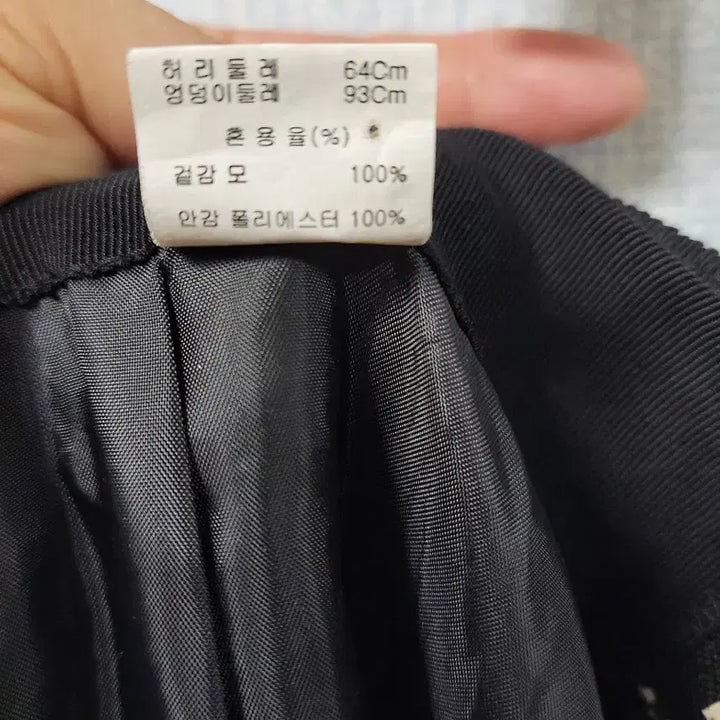 허리둘레 64Cm
엉덩이둘레 93Cm
혼용율(%)
겉감 모 100%
안감 폴리에스터 100%